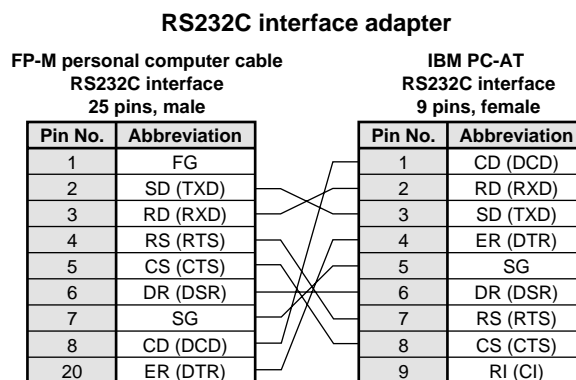 RS232C interface adapter
FP-M personal computer cable
RS232C interface
25 pins, male
Pin No. Abbreviation
1 FG
2 SD (TXD)
3 RD (RXD)
4 RS (RTS)
5 CS (CTS)
6 DR (DSR)
7 SG
8 CD (DCD)
20 ER (DTR)
IBM PC-AT
RS232C interface
9 pins, female
Pin No. Abbreviation
1 CD (DCD)
2 RD (RXD)
3 SD (TXD)
4 ER (DTR)
5 SG
6 DR (DSR)
7 RS (RTS)
8 CS (CTS)
9 RI (CI)